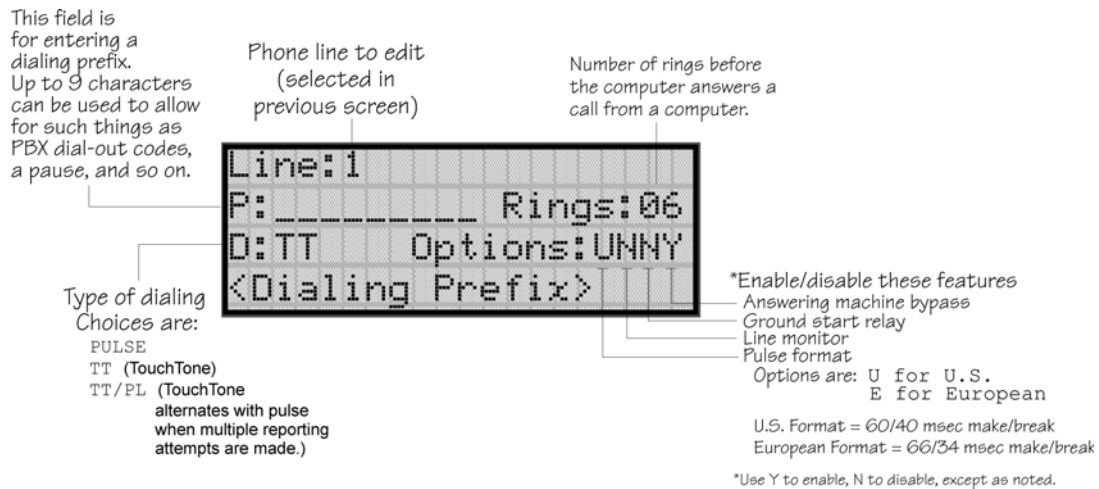 This field is
for entering a
dialing prefix.
Up to 9 characters
can be used to allow
for such things as
PBX dial-out codes,
a pause, and so on.
Phone line to edit
(selected in
previous screen)
Number of rings before
the computer answers a
call from a computer.
Line:1
P:_________ Rings:06
D:TT Options:UNNY
<Dialing Prefix>
Type of dialing
Choices are:
PULSE
TT (TouchTone)
TT/PL (TouchTone
alternates with pulse
when multiple reporting
attempts are made.)
*Enable/disable these features
Answering machine bypass
Ground start relay
Line monitor
Pulse format
Options are: U for U.S.
E for European
U.S. Format = 60/40 msec make/break
European Format = 66/34 msec make/break
*Use Y to enable, N to disable, except as noted.